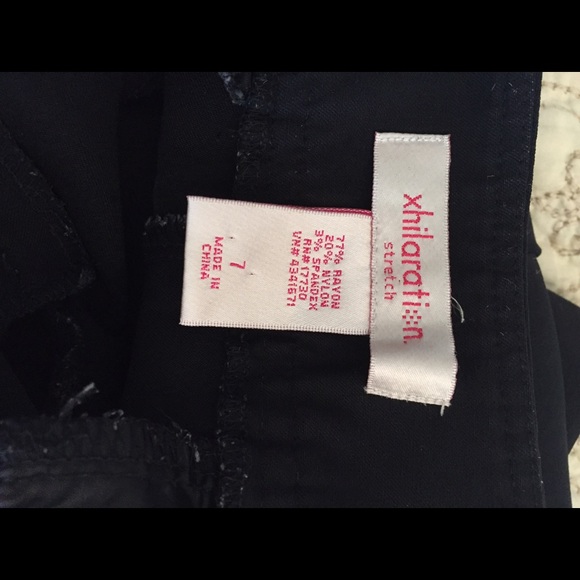 xhilaration.
stretch
77% RAYON
20% NYLON
3% SPANDEX
RN#17730
VN# 4341671
7
MADE IN
CHINA